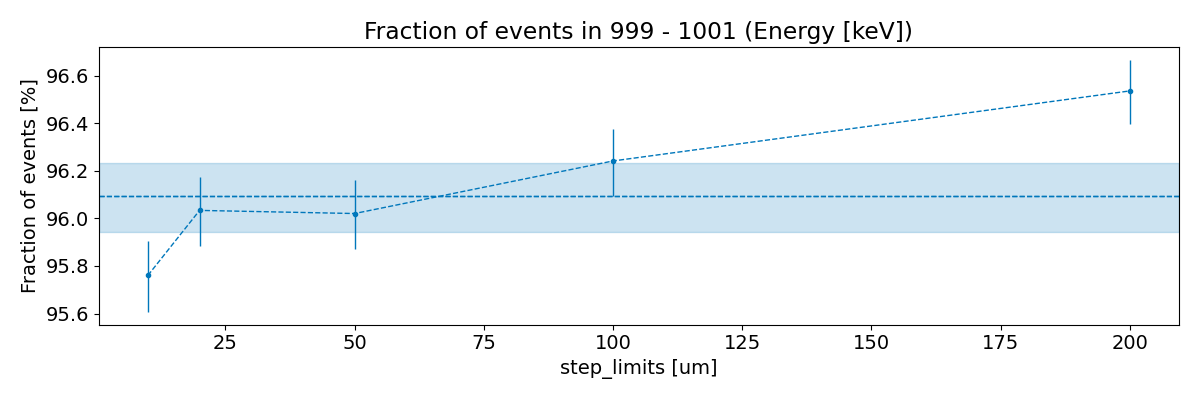 Fraction of events in 999 - 1001 (Energy [keV])
Fraction of events [%]
96.6
96.4
96.2
96.0
95.8
95.6
25 50 75 100 125 150 175 200
step_limits [um]